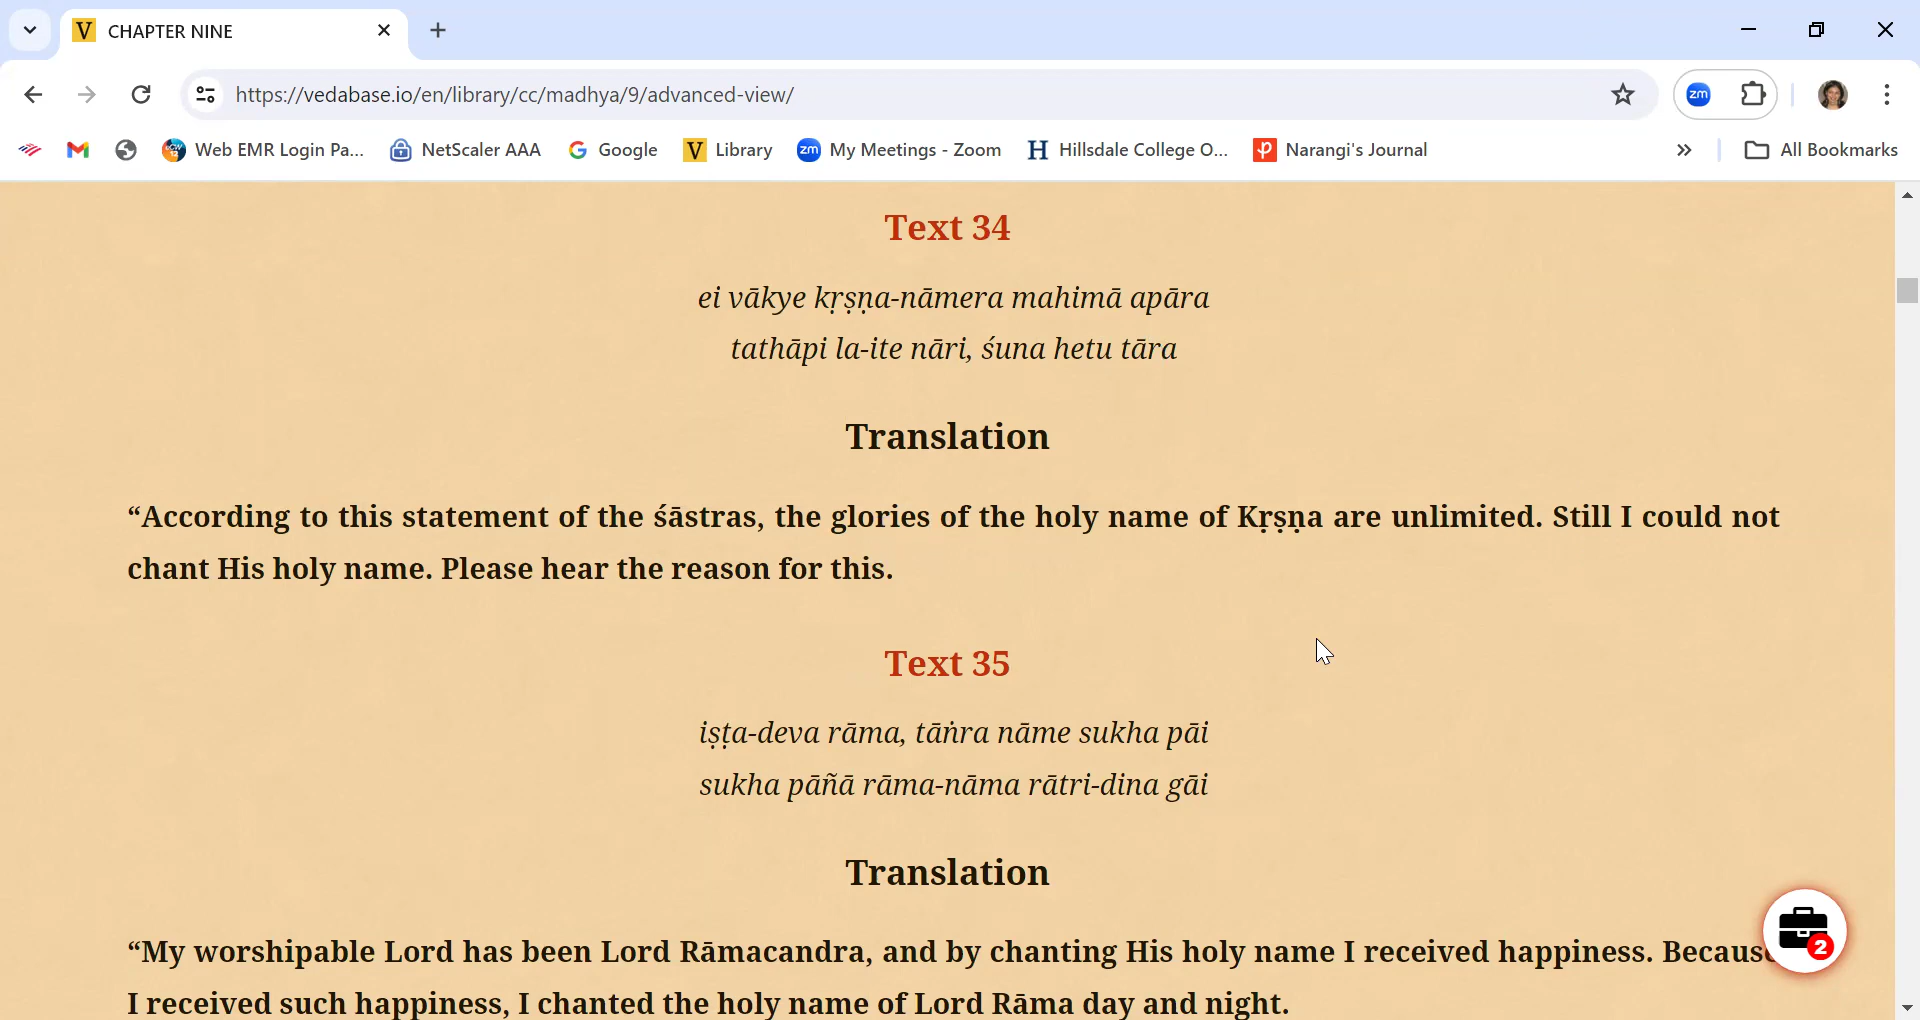 CHAPTER NINE
https://vedabase.io/en/library/cc/madhya/9/advanced-view/
zm
Web EMR Login Pa...
NetScaler AAA
Google
V Library
zm My Meetings - Zoom
H Hillsdale College O...
Narangi's Journal
All Bookmarks
Text 34
ei vākye kṛṣṇa-nāmera mahimā apāra
tathāpi la-ite nāri, śuna hetu tāra
Translation
“According to this statement of the śāstras, the glories of the holy name of Kṛṣṇa are unlimited. Still I could not
chant His holy name. Please hear the reason for this.
Text 35
iṣṭa-deva rāma, tāṅra nāme sukha pāi
sukha pāñā rāma-nāma rātri-dina gāi
Translation
“My worshipable Lord has been Lord Rāmacandra, and by chanting His holy name I received happiness. Because
I received such happiness, I chanted the holy name of Lord Rāma day and night.
2